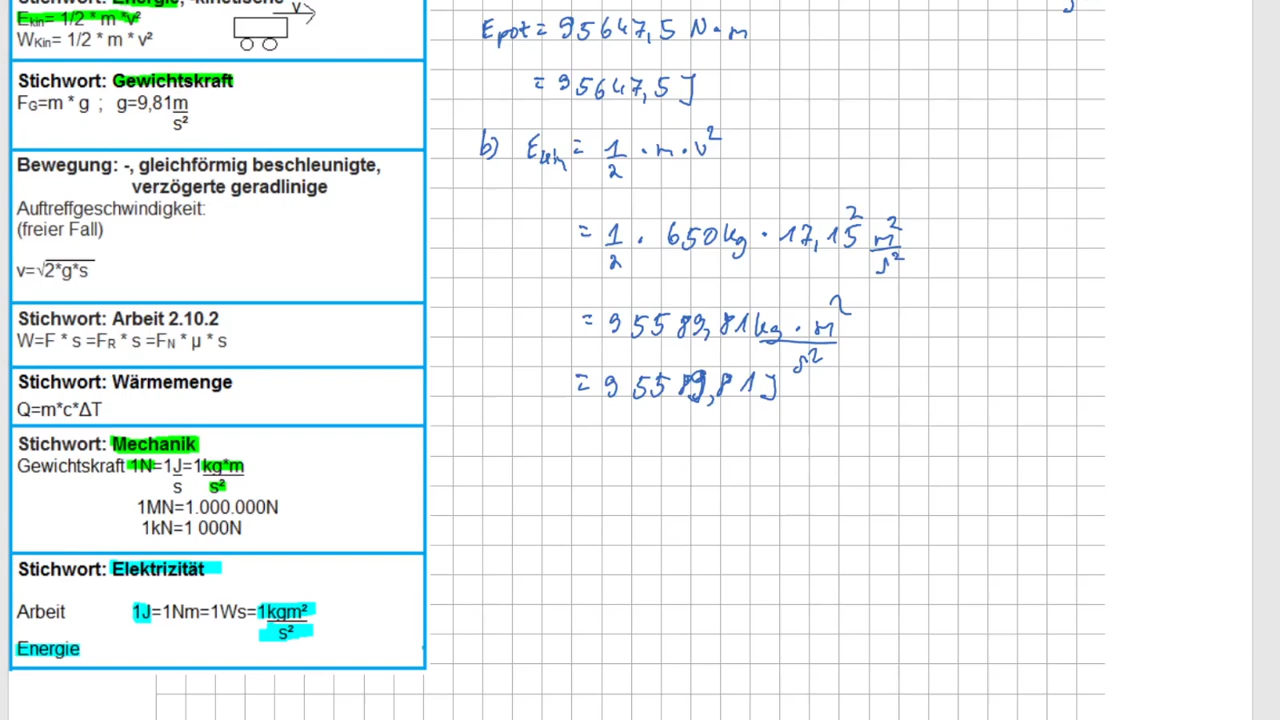 Stichwort: Energie, -kinetische
Ekin= 1/2 * m *v²
v
WKin= 1/2 * m * v²
Stichwort: Gewichtskraft
FG=m * g ; g=9,81m
s²
Bewegung: -, gleichförmig beschleunigte,
verzögerte geradlinige
Auftreffgeschwindigkeit:
(freier Fall)
v=√2*g*s
Stichwort: Arbeit 2.10.2
W=F * s =FR * s =FN * µ * s
Stichwort: Wärmemenge
Q=m*c*ΔT
Stichwort: Mechanik
Gewichtskraft 1N=1J=1kg*m
s s²
1MN=1.000.000N
1kN=1 000N
Stichwort: Elektrizität
Arbeit 1J=1Nm=1Ws=1kgm²
s²
Energie
Epot = 95647,5 N·m
= 95647,5 J
b) Ekin = 1/2 · m · v²
= 1/2 · 650kg · 17,15² m²/s²
= 95589,81 kg · m²/s²
= 95589,81 J